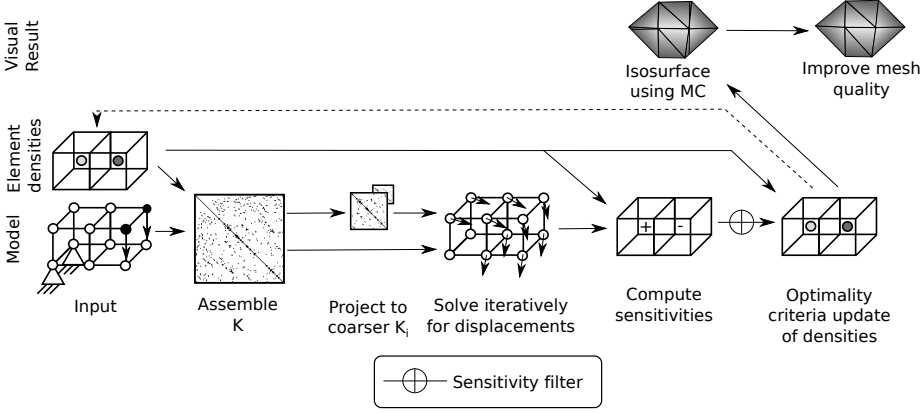 Visual
Result
Isosurface
using MC
Improve mesh
quality
Element
densities
Model
+
-
Input
Assemble
K
Project to
coarser Ki
Solve iteratively
for displacements
Compute
sensitivities
Optimality
criteria update
of densities
Sensitivity filter